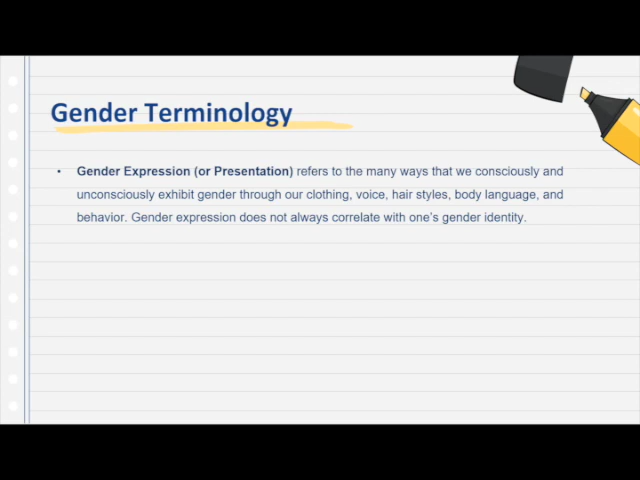 Gender Terminology
• Gender Expression (or Presentation) refers to the many ways that we consciously and
unconsciously exhibit gender through our clothing, voice, hair styles, body language, and
behavior. Gender expression does not always correlate with one’s gender identity.